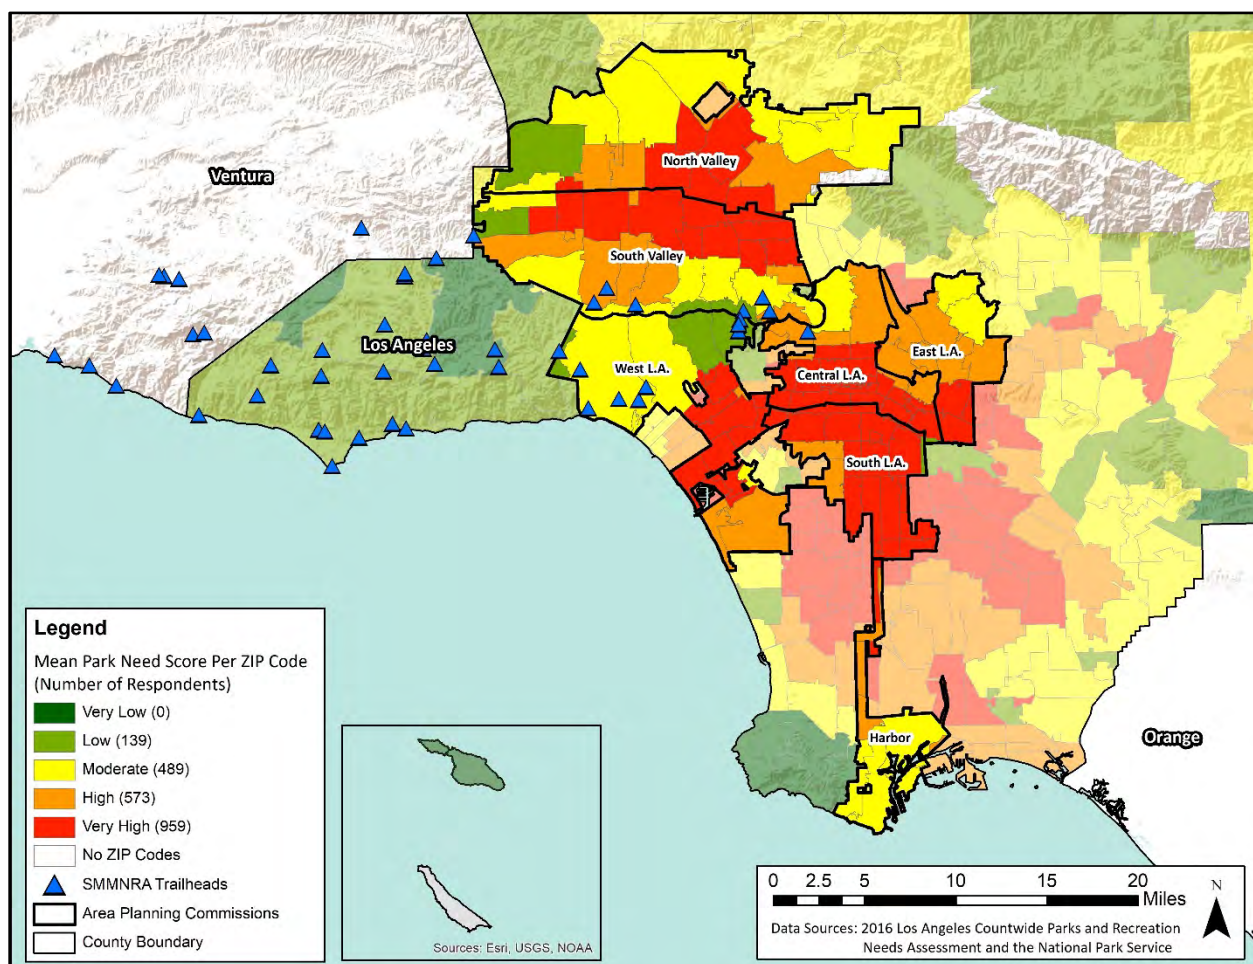 Ventura
North Valley
South Valley
Los Angeles
West L.A.
East L.A.
Central L.A.
South L.A.
Harbor
Orange
Legend
Mean Park Need Score Per ZIP Code
(Number of Respondents)
Very Low (0)
Low (139)
Moderate (489)
High (573)
Very High (959)
No ZIP Codes
SMMNRA Trailheads
Area Planning Commissions
County Boundary
Sources: Esri, USGS, NOAA
0 2.5 5 10 15 20
Miles
N
Data Sources: 2016 Los Angeles Countwide Parks and Recreation
Needs Assessment and the National Park Service